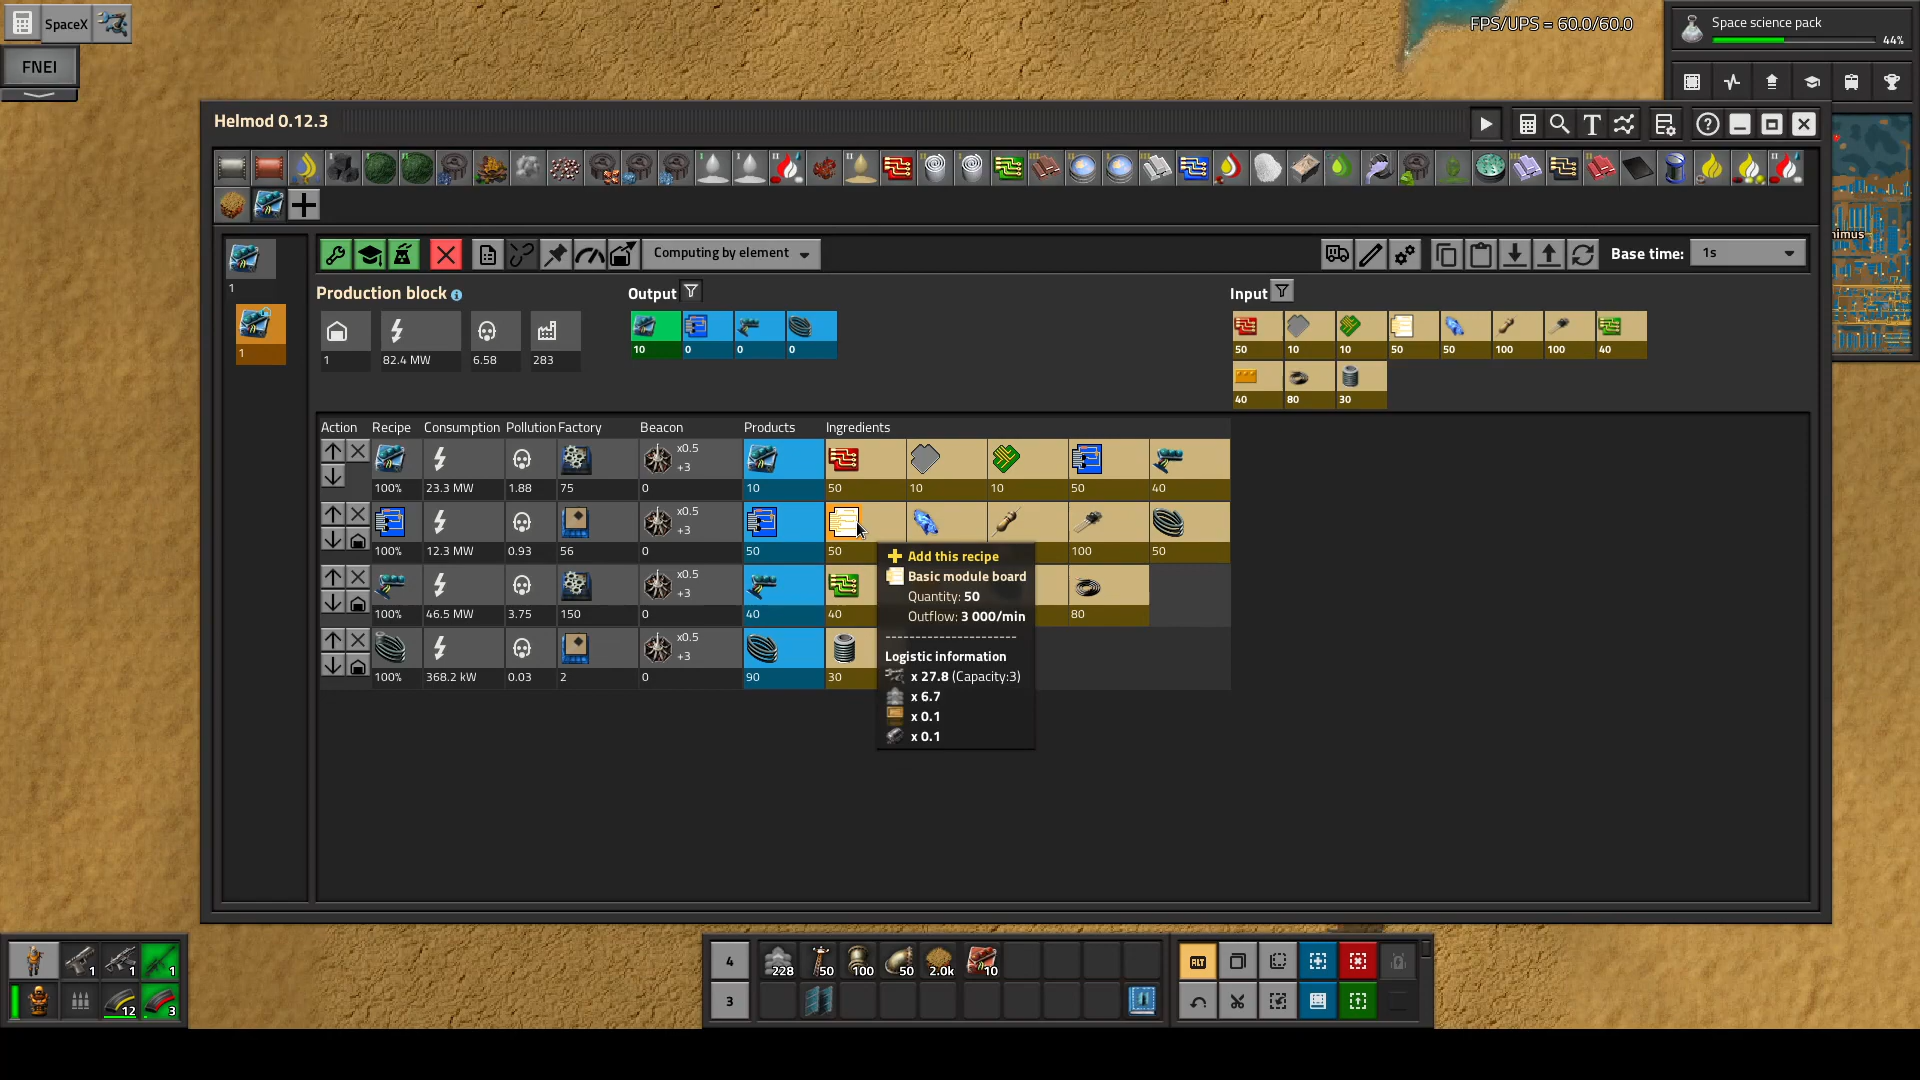 SpaceX
FNEI
FPS/UPS = 60.0/60.0
Space science pack
44%
Helmod 0.12.3
nimus
1
1
Computing by element
Base time: 1s
Production block
1 82.4 MW 6.58 283
Output
10 0 0 0
Input
50 10 10 50 50 100 100 40
40 80 30
Action Recipe Consumption Pollution Factory Beacon Products Ingredients
x0.5
+3
100% 23.3 MW 1.88 75 0 10 50 10 10 50 40
x0.5
+3
100% 12.3 MW 0.93 56 0 50 50 100 50
x0.5
+3
100% 46.5 MW 3.75 150 0 40 40 80
x0.5
+3
100% 368.2 kW 0.03 2 0 90 30
Add this recipe
Basic module board
Quantity: 50
Outflow: 3 000/min
--------------------
Logistic information
x 27.8 (Capacity:3)
x 6.7
x 0.1
x 0.1
1 1 1
12 3
4 228 50 100 50 2.0k 10
3
ALT